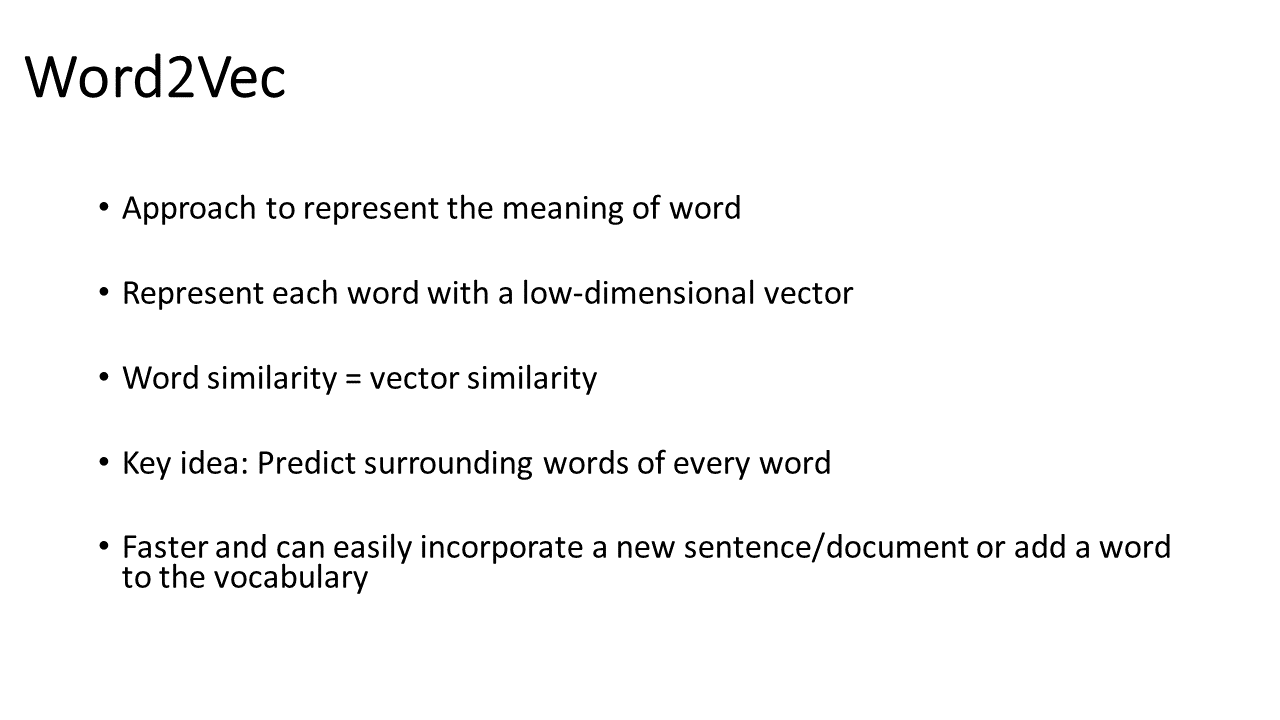 Word2Vec
• Approach to represent the meaning of word
• Represent each word with a low-dimensional vector
• Word similarity = vector similarity
• Key idea: Predict surrounding words of every word
• Faster and can easily incorporate a new sentence/document or add a word
to the vocabulary